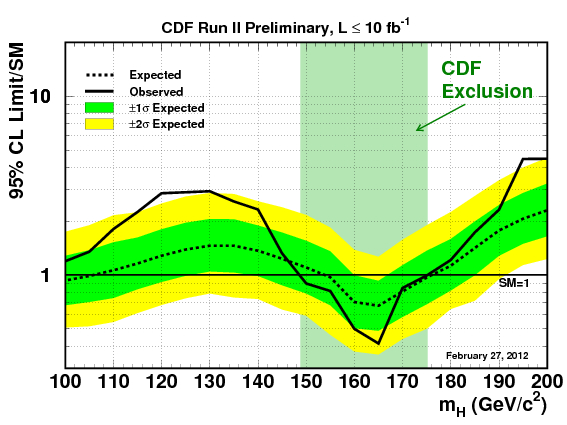 CDF Run II Preliminary, L ≤ 10 fb⁻¹
95% CL Limit/SM
10
1
Expected
Observed
±1σ Expected
±2σ Expected
CDF
Exclusion
SM=1
February 27, 2012
100 110 120 130 140 150 160 170 180 190 200
m_H (GeV/c²)